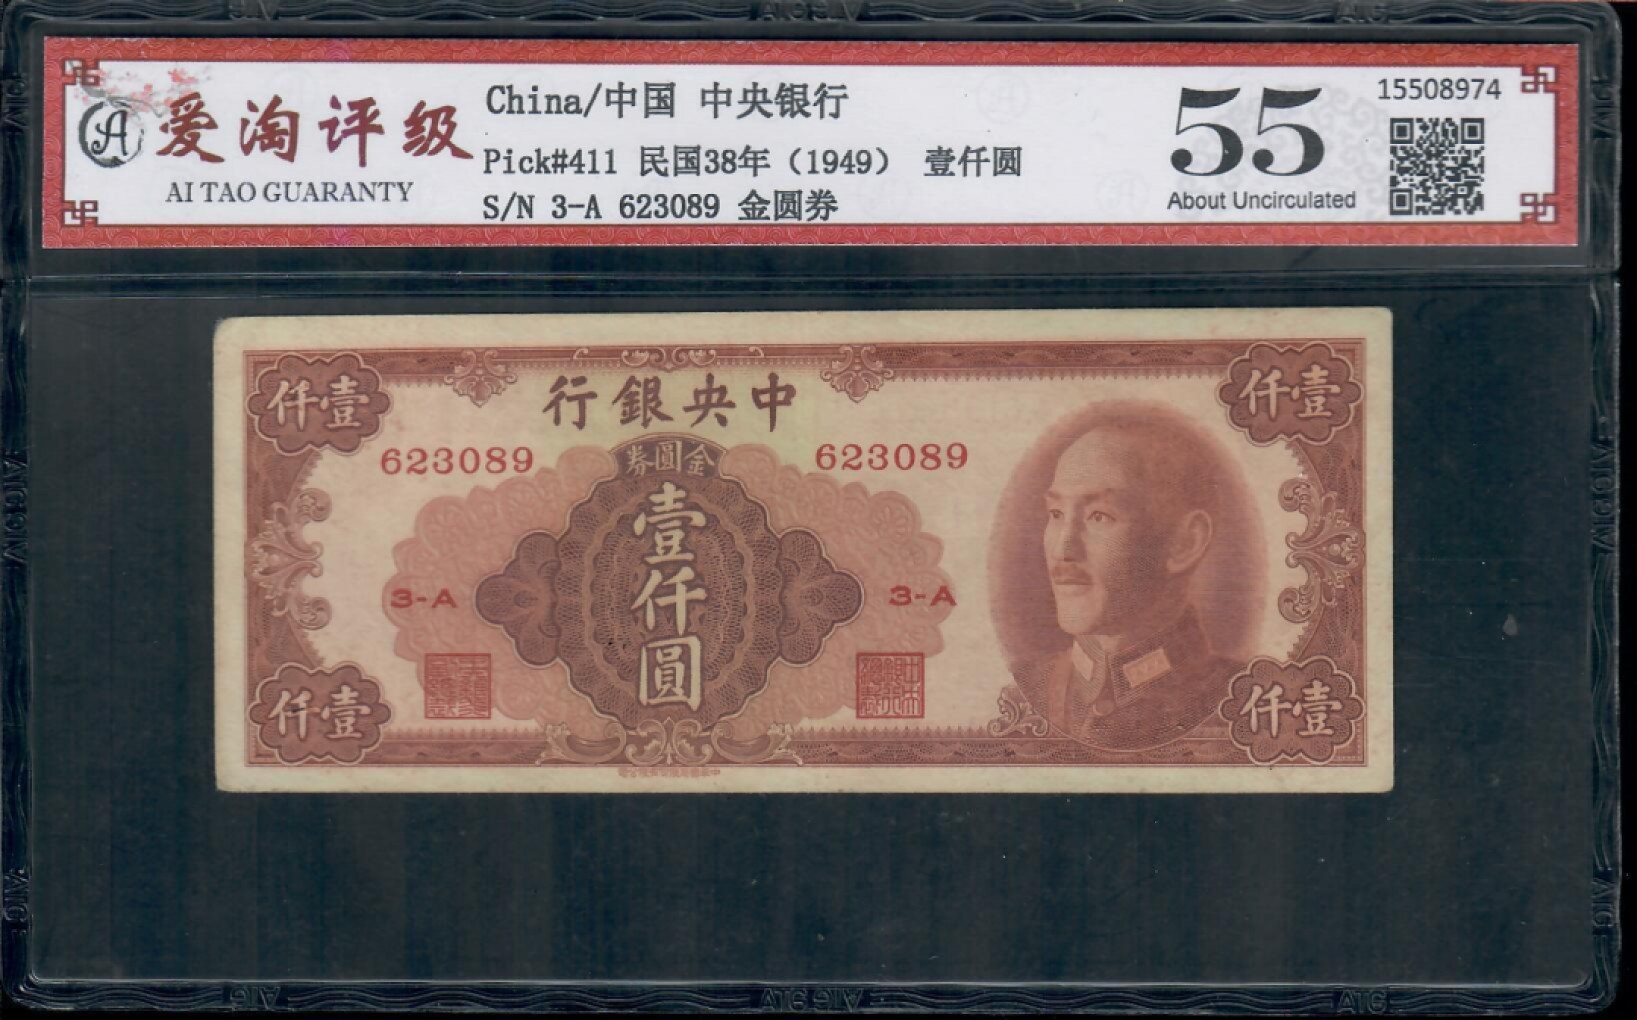 爱淘评级
AI TAO GUARANTY
China/中国 中央银行
Pick#411 民国38年（1949） 壹仟圆
S/N 3-A 623089 金圆券
55
About Uncirculated
15508974
仟壹
行銀央中
仟壹
623089
券圓金
623089
壹仟圓
3-A
3-A
仟壹
仟壹